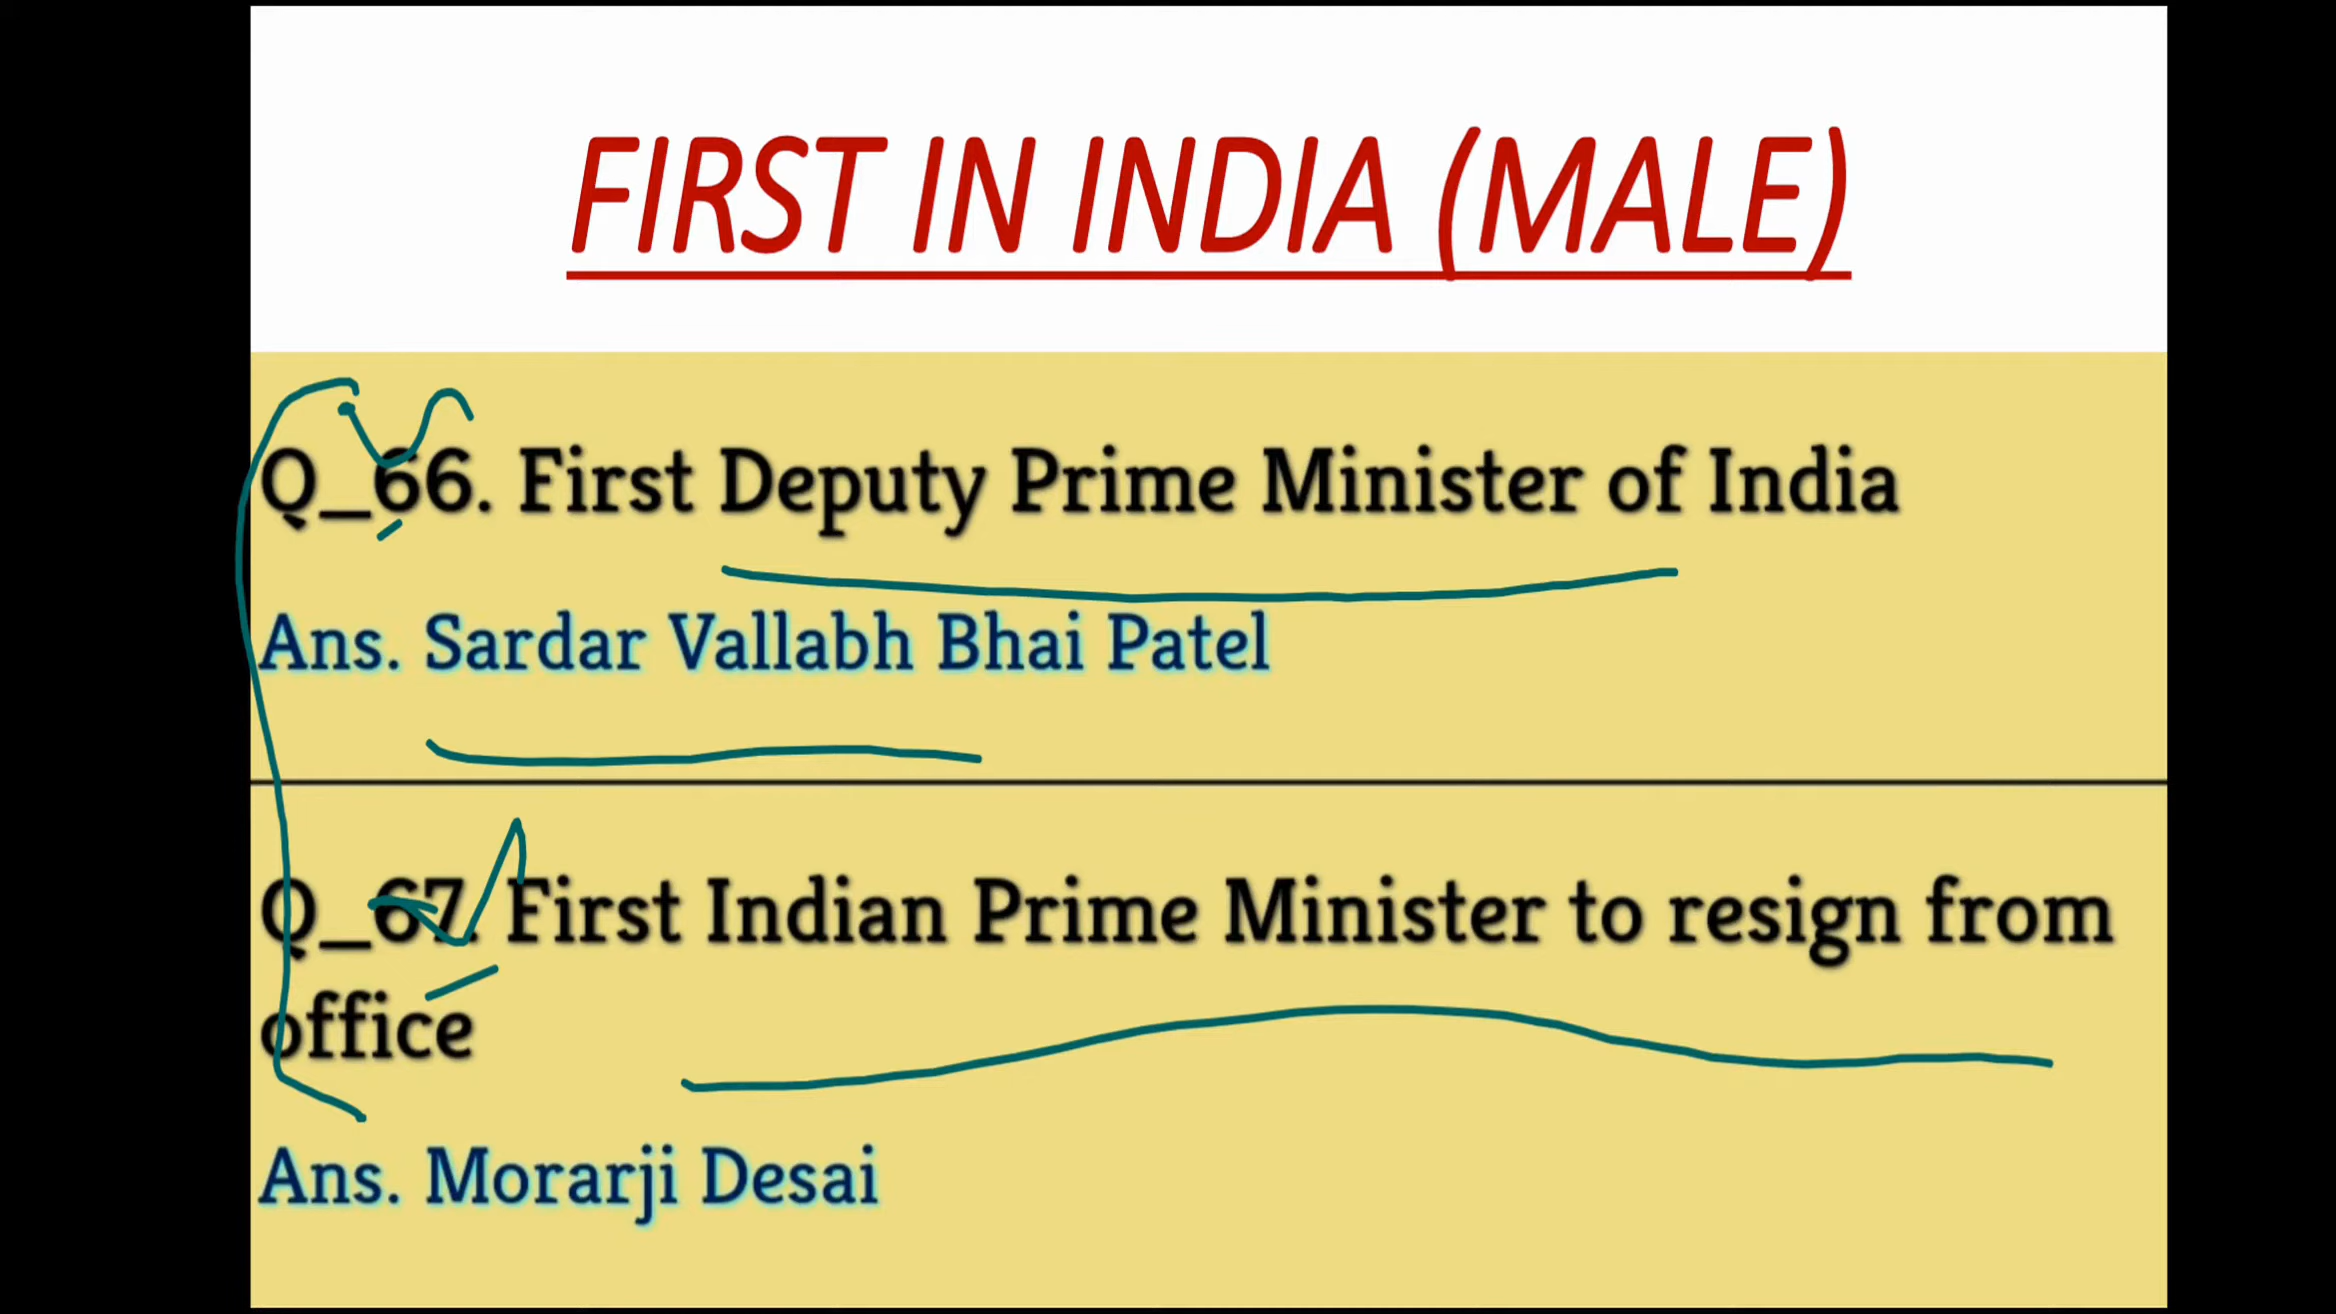 FIRST IN INDIA (MALE)
Q_66. First Deputy Prime Minister of India
Ans. Sardar Vallabh Bhai Patel
Q_67. First Indian Prime Minister to resign from
office
Ans. Morarji Desai